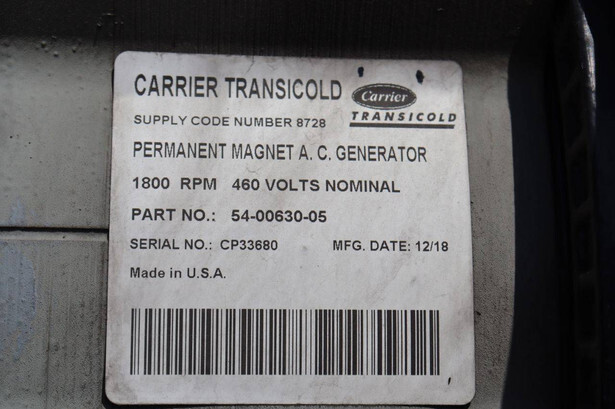 CARRIER TRANSICOLD
Carrier
TRANSICOLD
SUPPLY CODE NUMBER 8728
PERMANENT MAGNET A. C. GENERATOR
1800 RPM 460 VOLTS NOMINAL
PART NO.: 54-00630-05
SERIAL NO.: CP33680 MFG. DATE: 12/18
Made in U.S.A.